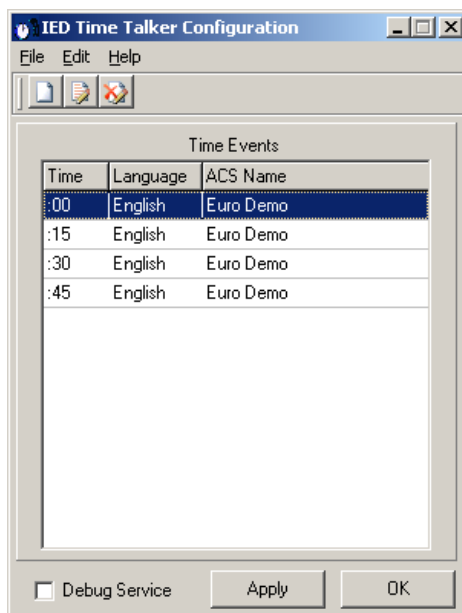 IED Time Talker Configuration
File Edit Help
Time Events
Time Language ACS Name
:00 English Euro Demo
:15 English Euro Demo
:30 English Euro Demo
:45 English Euro Demo
Debug Service Apply OK